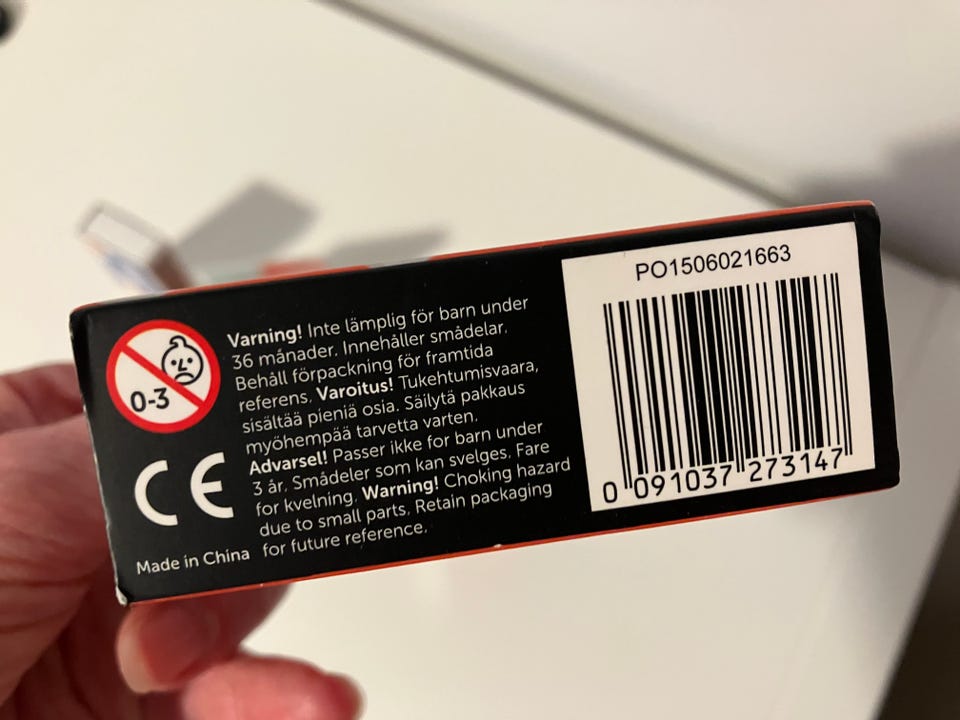 0-3
CE
Made in China
Varning! Inte lämplig för barn under
36 månader. Innehåller smådelar.
Behåll förpackning för framtida
referens. Varoitus! Tukehtumisvaara,
sisältää pieniä osia. Säilytä pakkaus
myöhempää tarvetta varten.
Advarsel! Passer ikke for barn under
3 år. Smådeler som kan svelges. Fare
for kvelning. Warning! Choking hazard
due to small parts. Retain packaging
for future reference.
PO1506021663
0 091037 273147